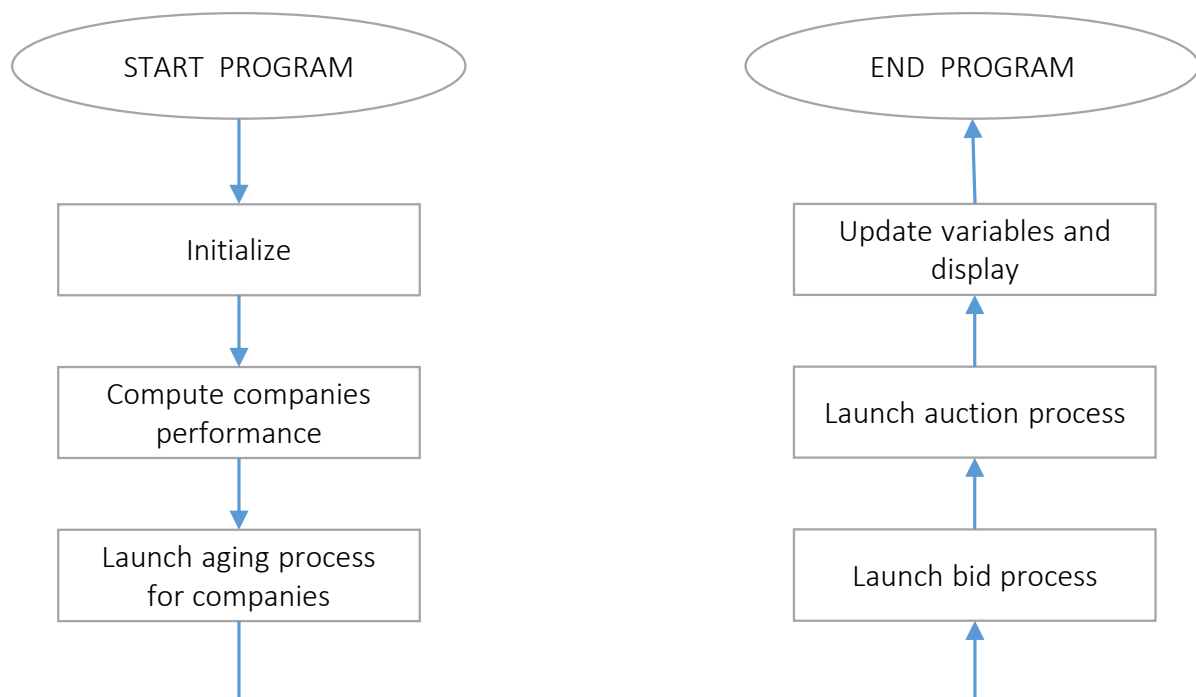 START PROGRAM
Initialize
Compute companies
performance
Launch aging process
for companies
END PROGRAM
Update variables and
display
Launch auction process
Launch bid process